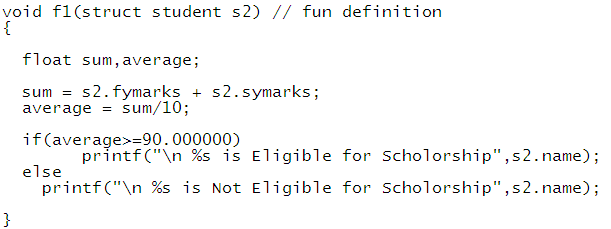 void f1(struct student s2) // fun definition
{
float sum,average;
sum = s2.fymarks + s2.symarks;
average = sum/10;
if(average>=90.000000)
printf("\n %s is Eligible for Scholorship",s2.name);
else
printf("\n %s is Not Eligible for Scholorship",s2.name);
}